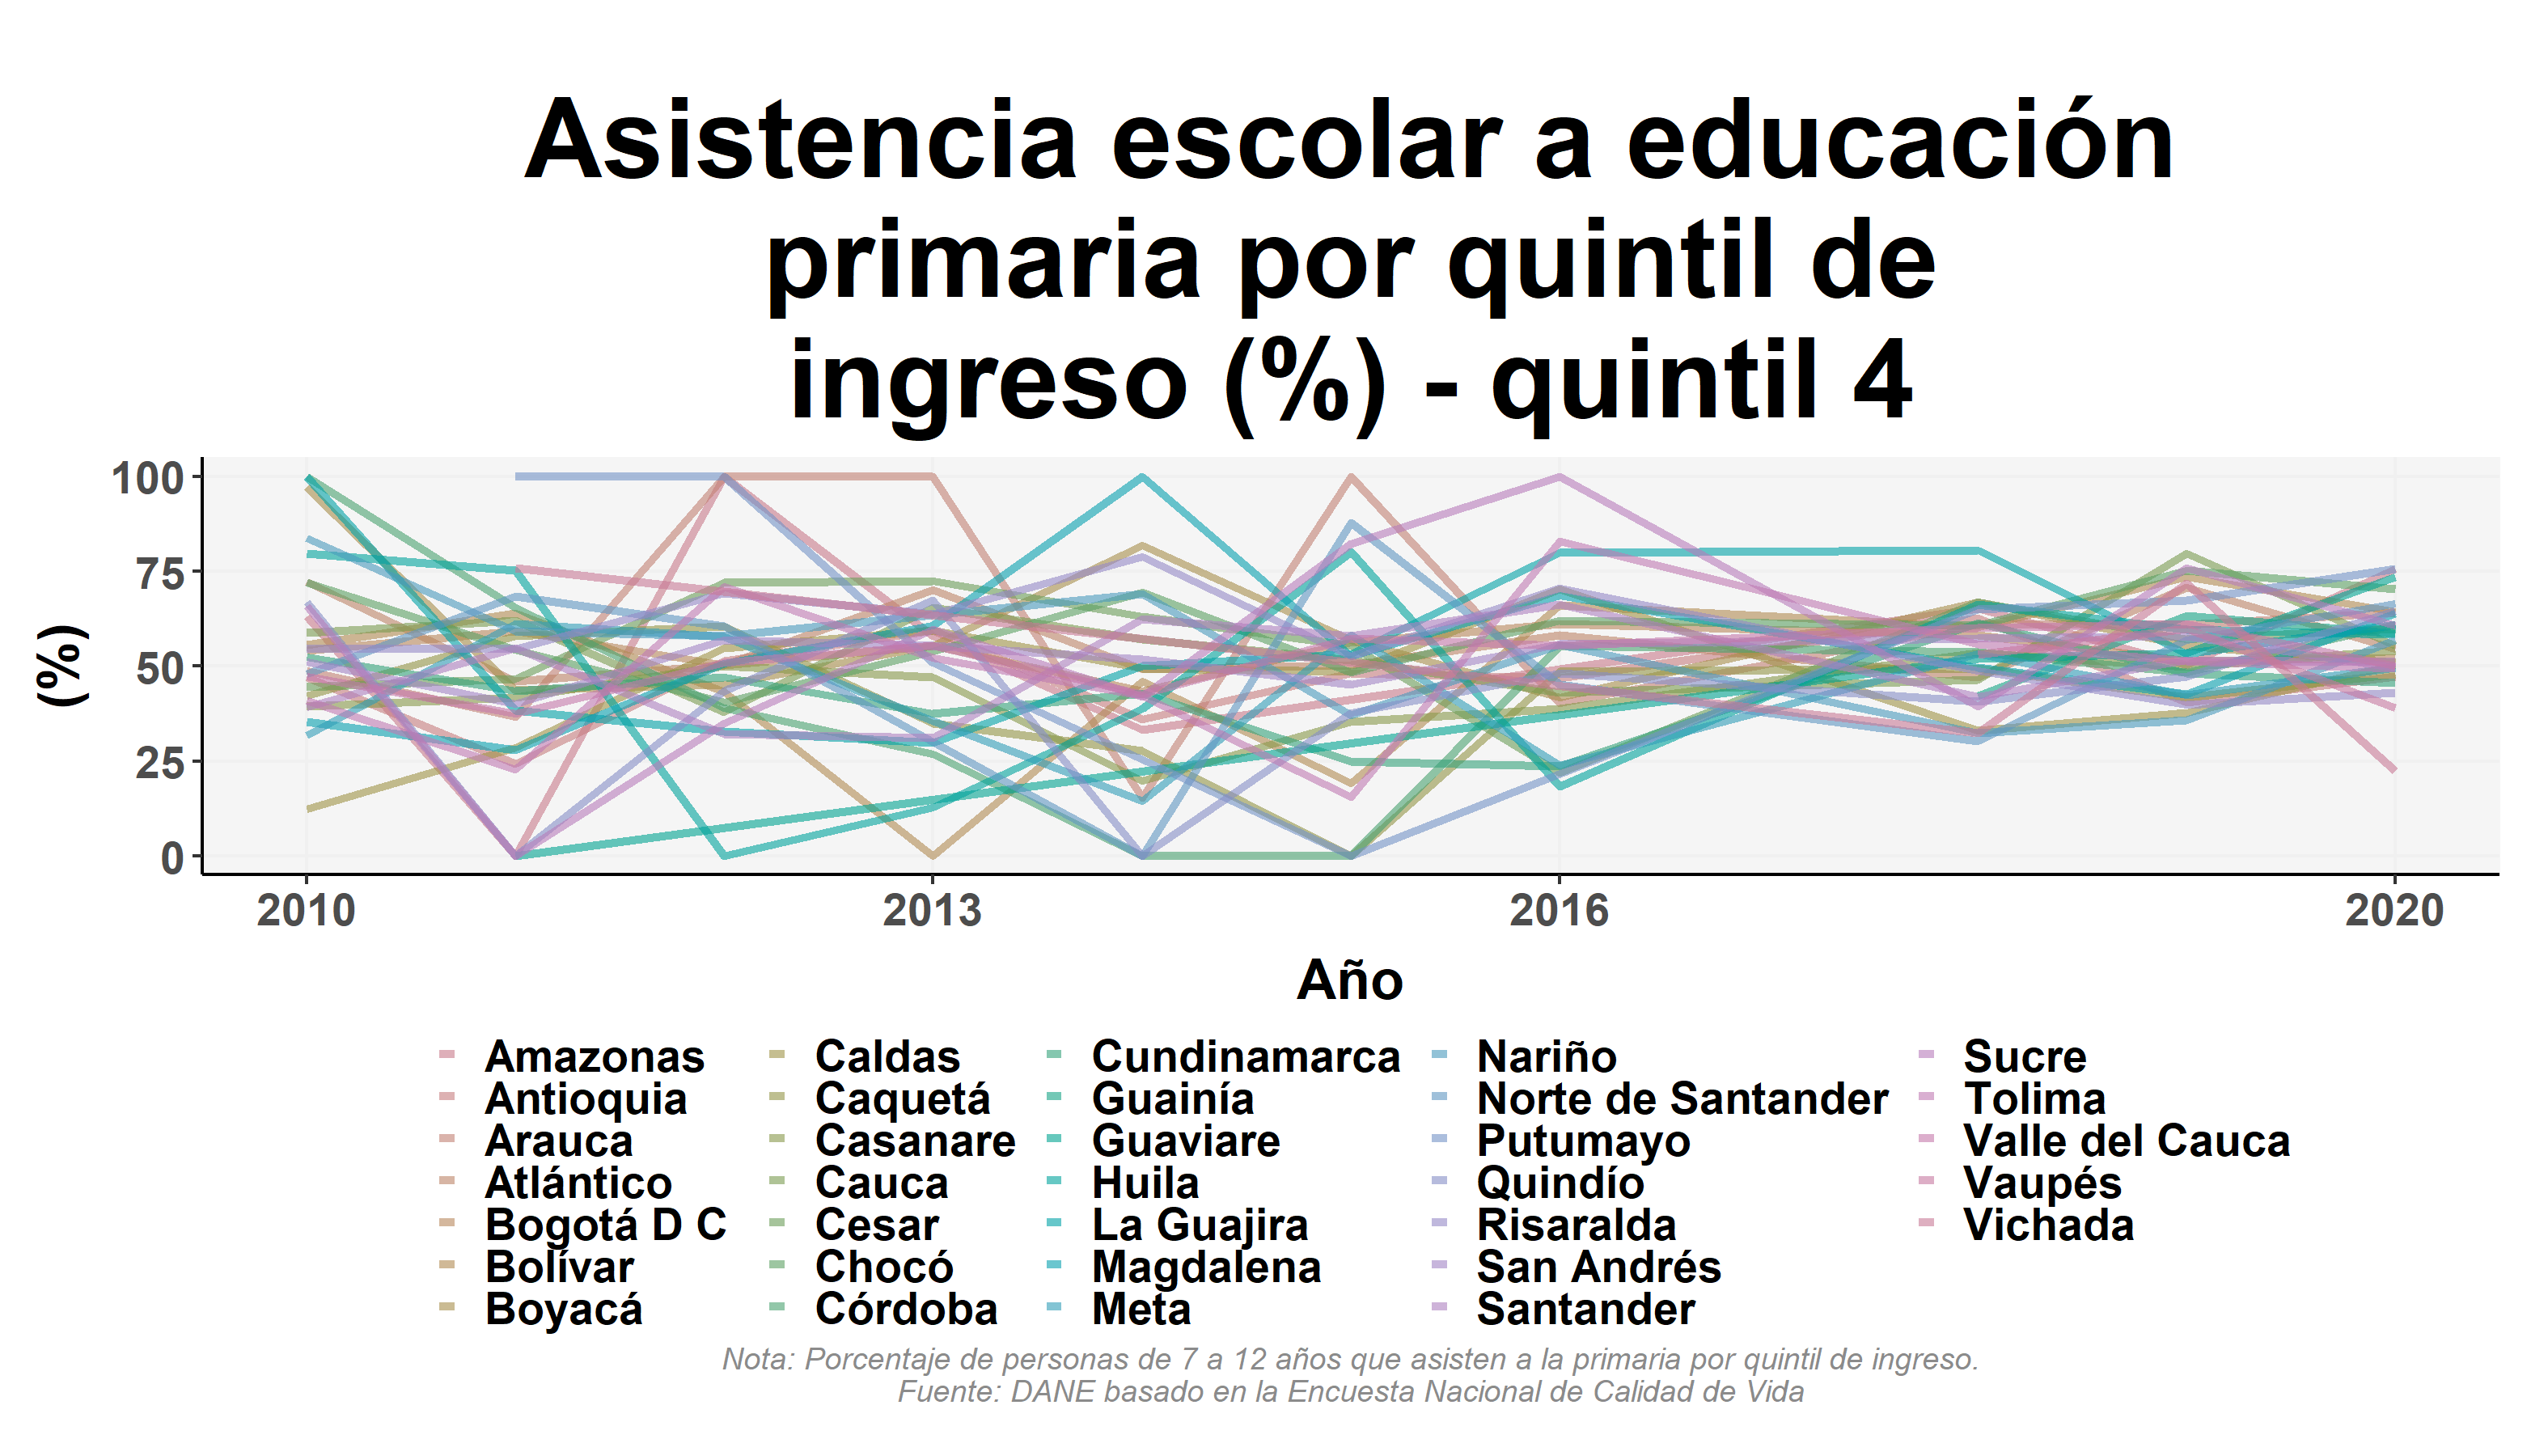 Asistencia escolar a educación
primaria por quintil de
ingreso (%) - quintil 4
(%)
100
75
50
25
0
2010
2013
2016
2020
Año
Amazonas
Antioquia
Arauca
Atlántico
Bogotá D C
Bolívar
Boyacá
Caldas
Caquetá
Casanare
Cauca
Cesar
Chocó
Córdoba
Cundinamarca
Guainía
Guaviare
Huila
La Guajira
Magdalena
Meta
Nariño
Norte de Santander
Putumayo
Quindío
Risaralda
San Andrés
Santander
Sucre
Tolima
Valle del Cauca
Vaupés
Vichada
Nota: Porcentaje de personas de 7 a 12 años que asisten a la primaria por quintil de ingreso.
Fuente: DANE basado en la Encuesta Nacional de Calidad de Vida